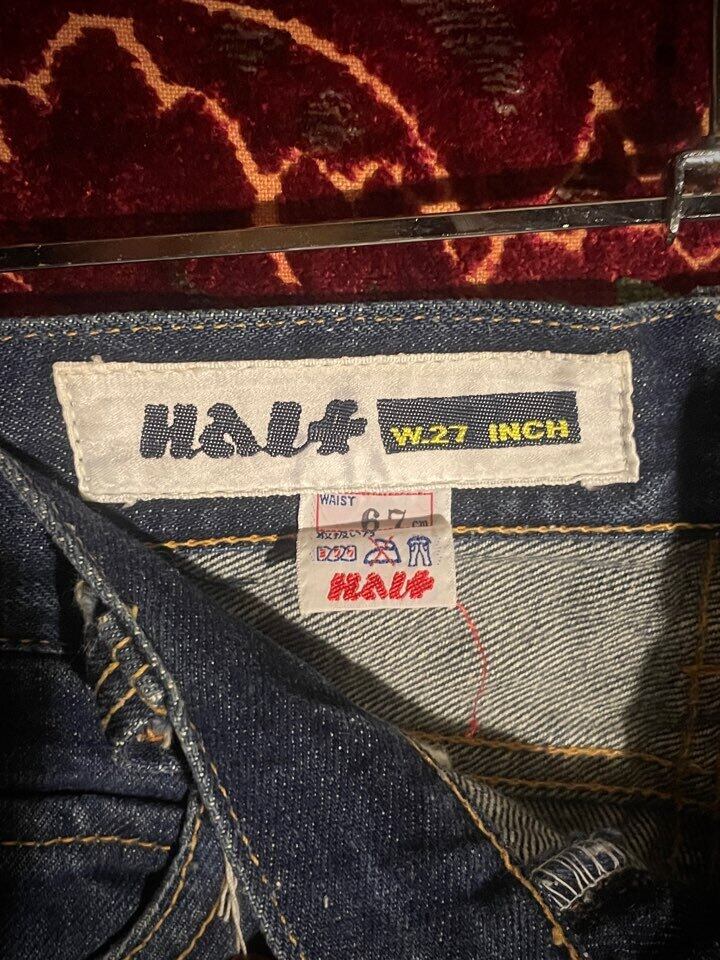 HALF
W.27 INCH
WAIST
67 cm
取扱い方
HALF